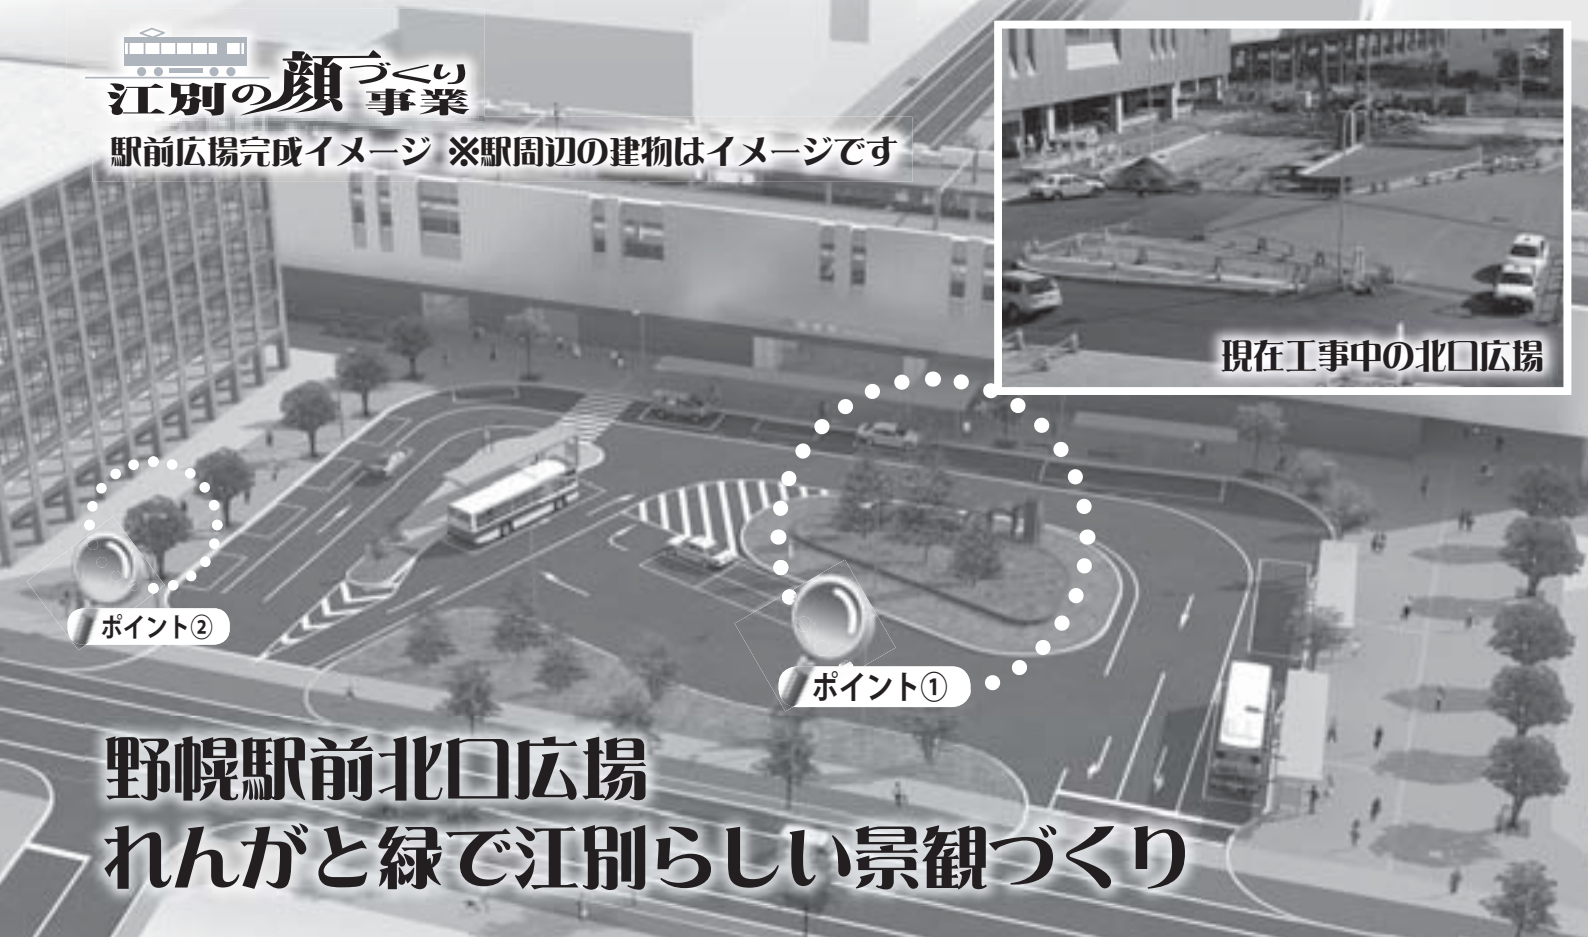 江別の顔づくり事業
駅前広場完成イメージ ※駅周辺の建物はイメージです
現在工事中の北口広場
ポイント②
ポイント①
野幌駅前北口広場
れんがと緑で江別らしい景観づくり